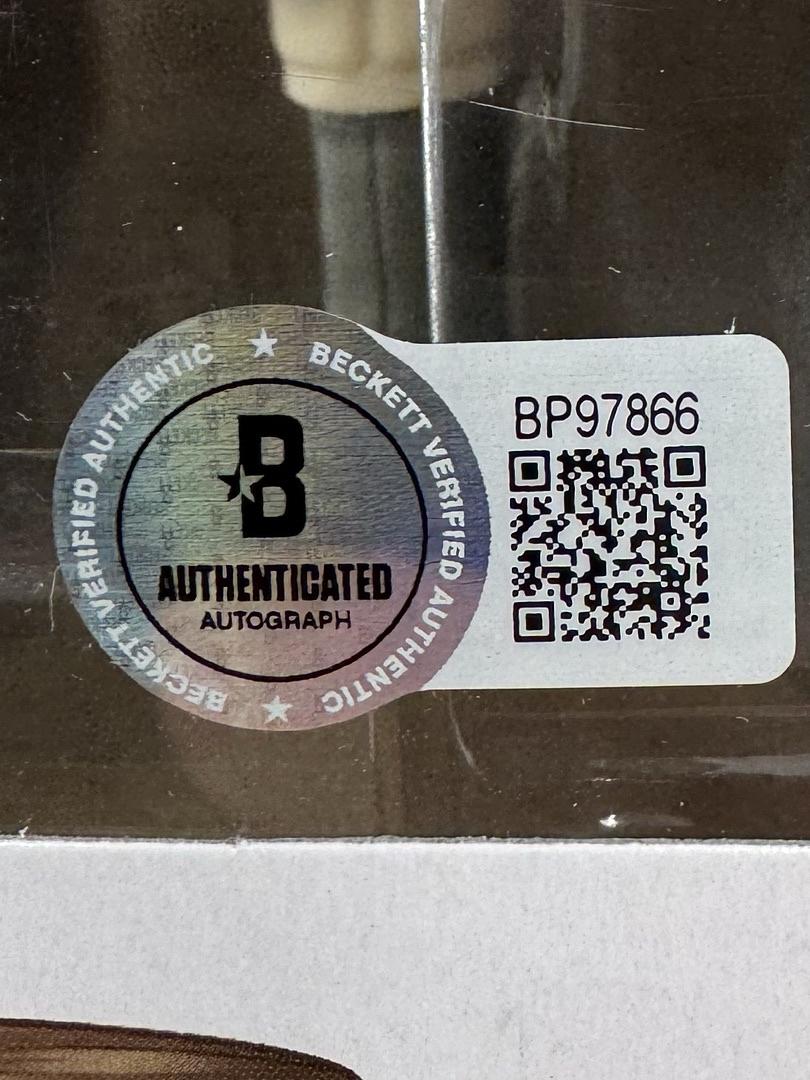 BECKETT VERIFIED AUTHENTIC ★ BECKETT VERIFIED AUTHENTIC ★
B
AUTHENTICATED
AUTOGRAPH
BP97866